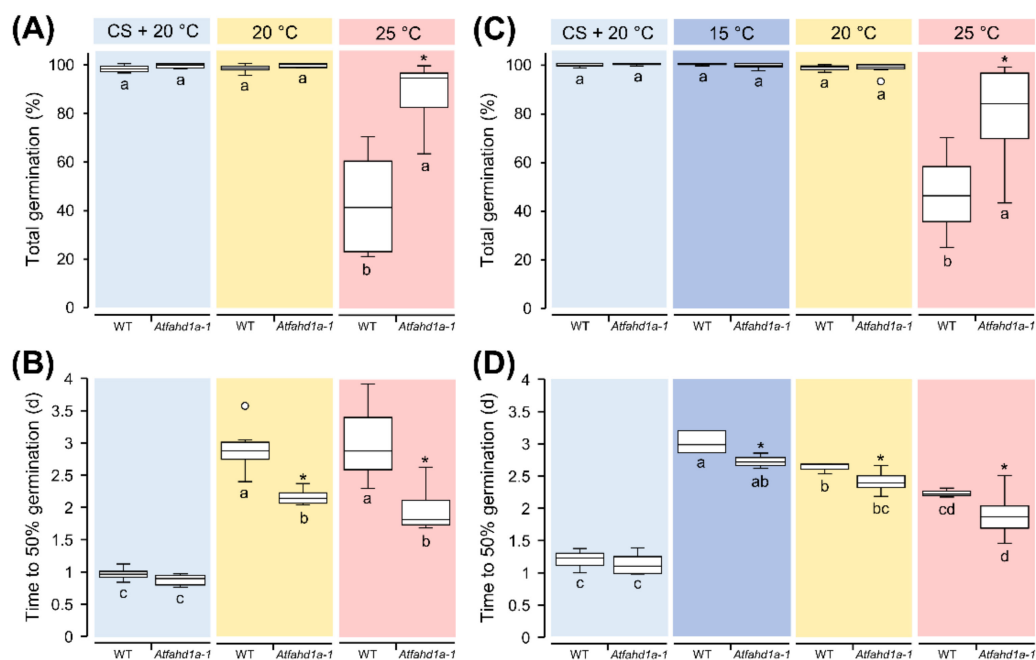 (A)
CS + 20 °C 20 °C 25 °C
Total germination (%)
100
80
60
40
20
0
a a a a b * a
WT Atfahd1a-1 WT Atfahd1a-1 WT Atfahd1a-1
(C)
CS + 20 °C 15 °C 20 °C 25 °C
Total germination (%)
100
80
60
40
20
0
a a a a a a b * a
WT Atfahd1a-1 WT Atfahd1a-1 WT Atfahd1a-1 WT Atfahd1a-1
(B)
Time to 50% germination (d)
4
3.5
3
2.5
2
1.5
1
0.5
0
c c a * b a * b
WT Atfahd1a-1 WT Atfahd1a-1 WT Atfahd1a-1
(D)
Time to 50% germination (d)
4
3.5
3
2.5
2
1.5
1
0.5
0
c c a * ab b * bc cd * d
WT Atfahd1a-1 WT Atfahd1a-1 WT Atfahd1a-1 WT Atfahd1a-1